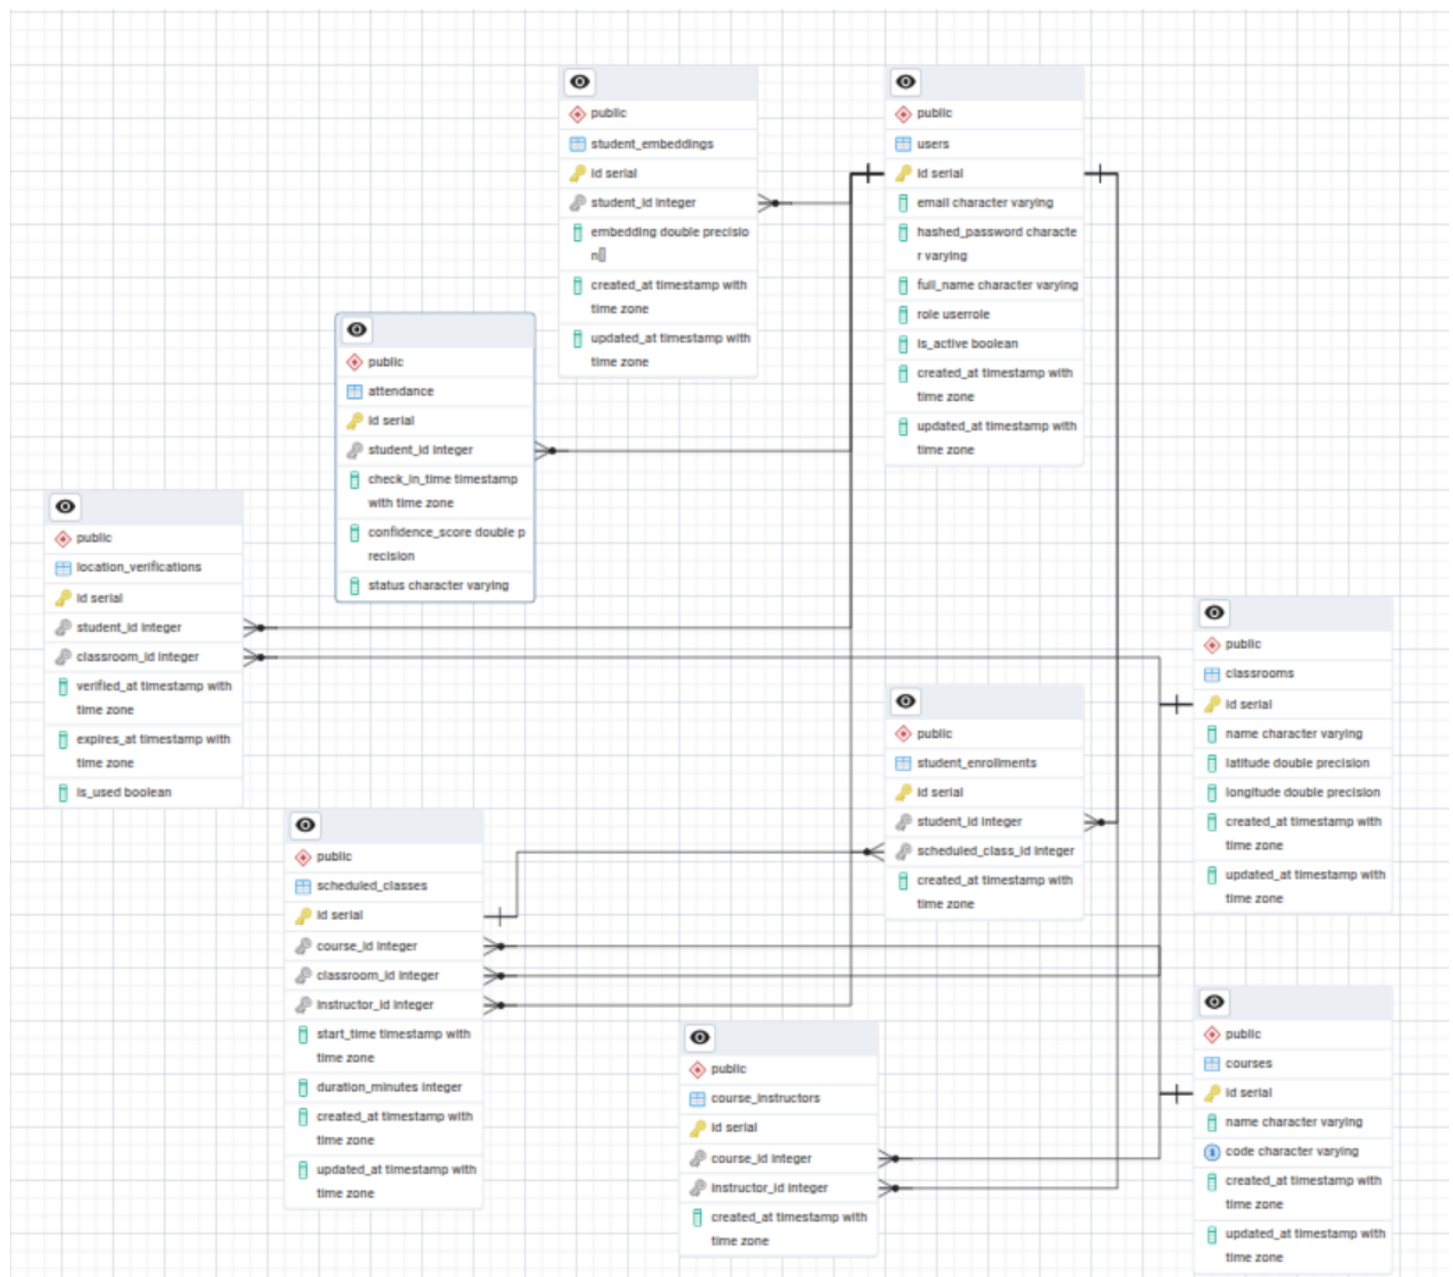 public
student_embeddings
id serial
student_id integer
embedding double precisio
n[]
created_at timestamp with
time zone
updated_at timestamp with
time zone
public
users
id serial
email character varying
hashed_password characte
r varying
full_name character varying
role userrole
is_active boolean
created_at timestamp with
time zone
updated_at timestamp with
time zone
public
attendance
id serial
student_id integer
check_in_time timestamp
with time zone
confidence_score double p
recision
status character varying
public
location_verifications
id serial
student_id integer
classroom_id integer
verified_at timestamp with
time zone
expires_at timestamp with
time zone
is_used boolean
public
classrooms
id serial
name character varying
latitude double precision
longitude double precision
created_at timestamp with
time zone
updated_at timestamp with
time zone
public
student_enrollments
id serial
student_id integer
scheduled_class_id integer
created_at timestamp with
time zone
public
scheduled_classes
id serial
course_id integer
classroom_id integer
instructor_id integer
start_time timestamp with
time zone
duration_minutes integer
created_at timestamp with
time zone
updated_at timestamp with
time zone
public
course_instructors
id serial
course_id integer
instructor_id integer
created_at timestamp with
time zone
public
courses
id serial
name character varying
code character varying
created_at timestamp with
time zone
updated_at timestamp with
time zone